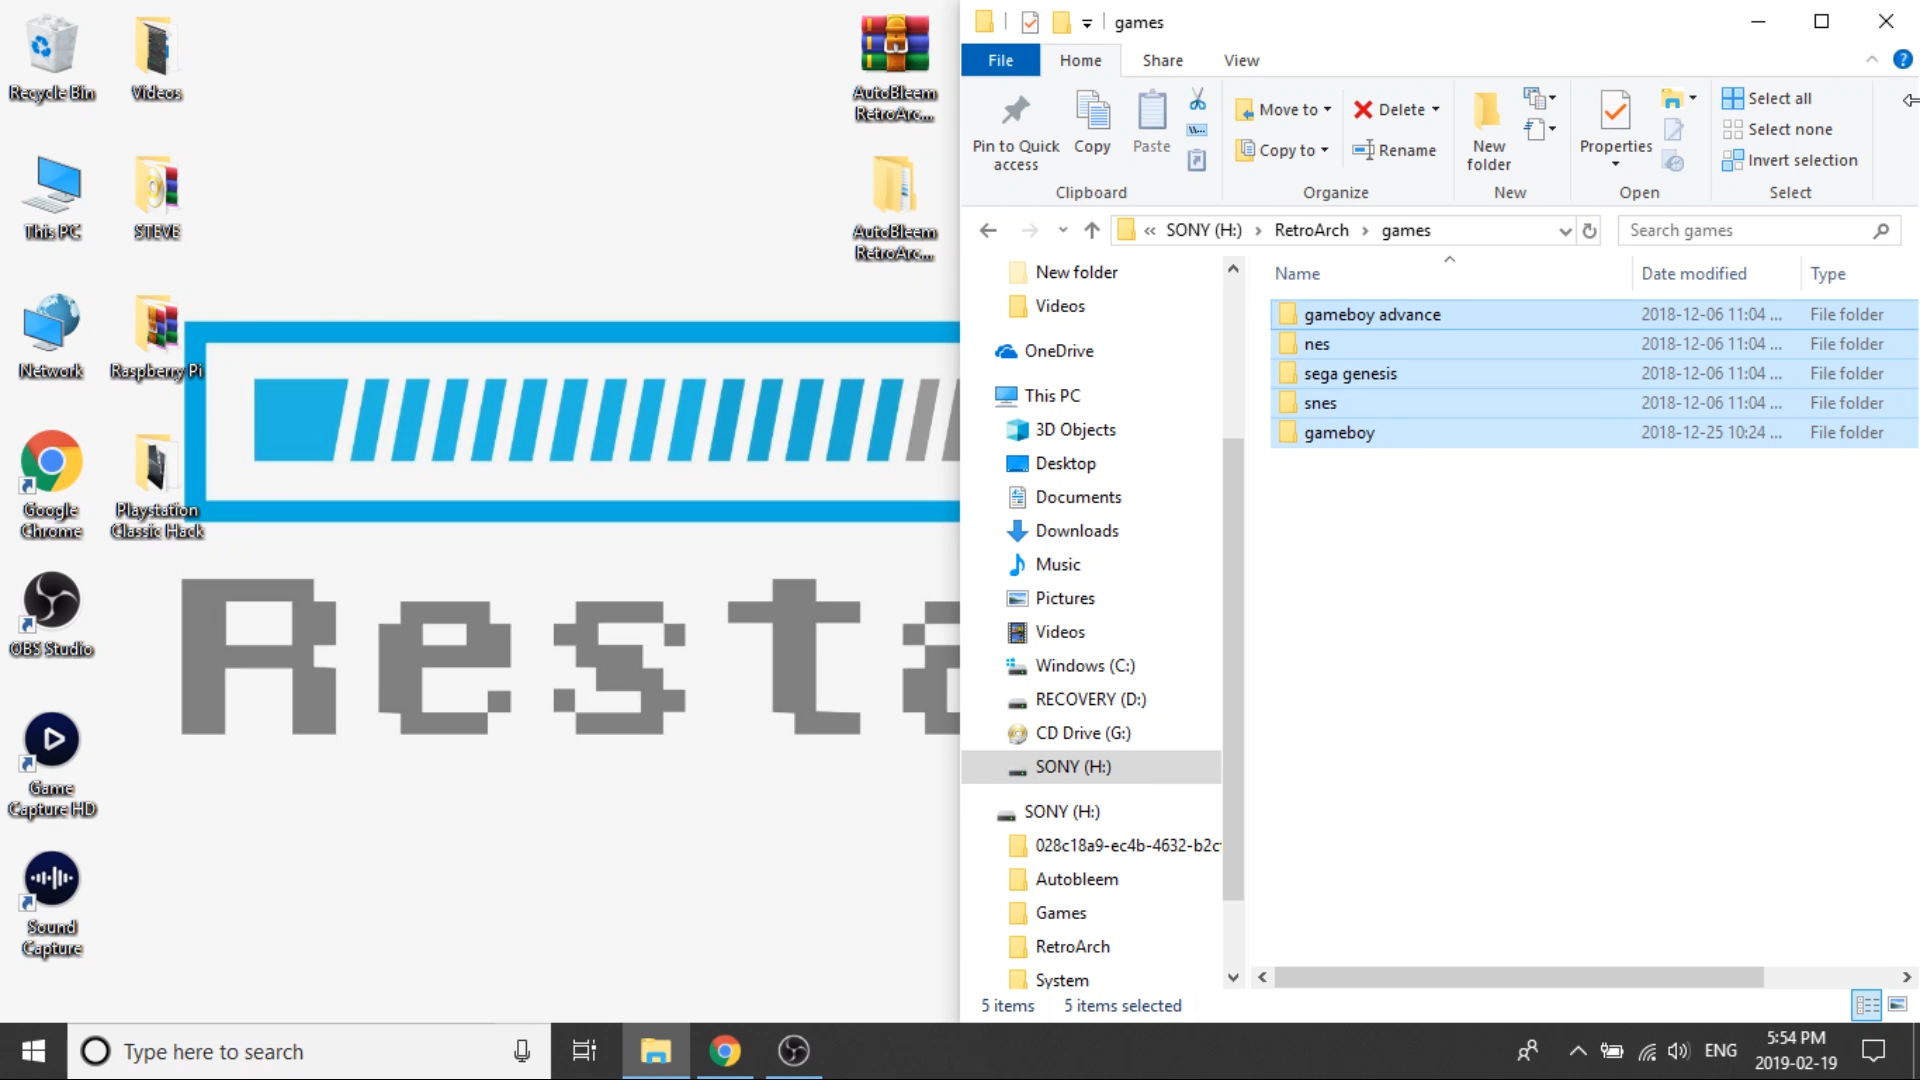 Recycle Bin
Videos
AutoBleem
RetroArc...
This PC
STEVE
AutoBleem
RetroArc...
Network
Raspberry Pi
Google
Chrome
Playstation
Classic Hack
OBS Studio
Game
Capture HD
Sound
Capture
Resta
games
File
Home
Share
View
Pin to Quick
access
Copy
Paste
Clipboard
Move to
Copy to
Delete
Rename
Organize
New
folder
New
Properties
Open
Select all
Select none
Invert selection
Select
« SONY (H:) › RetroArch › games
Search games
New folder
Videos
OneDrive
This PC
3D Objects
Desktop
Documents
Downloads
Music
Pictures
Videos
Windows (C:)
RECOVERY (D:)
CD Drive (G:)
SONY (H:)
SONY (H:)
028c18a9-ec4b-4632-b2c
Autobleem
Games
RetroArch
System
Name Date modified Type
gameboy advance 2018-12-06 11:04 ... File folder
nes 2018-12-06 11:04 ... File folder
sega genesis 2018-12-06 11:04 ... File folder
snes 2018-12-06 11:04 ... File folder
gameboy 2018-12-25 10:24 ... File folder
5 items 5 items selected
Type here to search
ENG
5:54 PM
2019-02-19